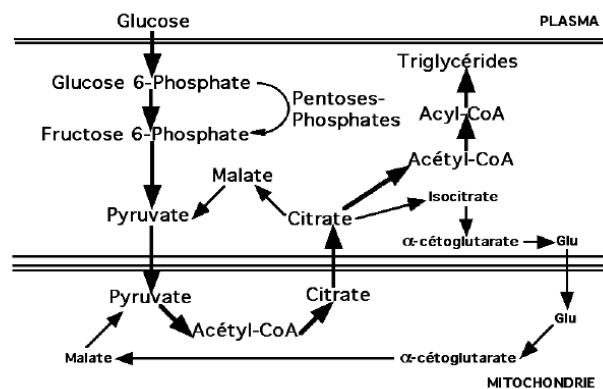 Glucose
PLASMA
Glucose 6-Phosphate
Pentoses-
Phosphates
Fructose 6-Phosphate
Triglycérides
Acyl-CoA
Acétyl-CoA
Malate
Isocitrate
Pyruvate
Citrate
α-cétoglutarate
Glu
Pyruvate
Citrate
Glu
Acétyl-CoA
Malate
α-cétoglutarate
MITOCHONDRIE